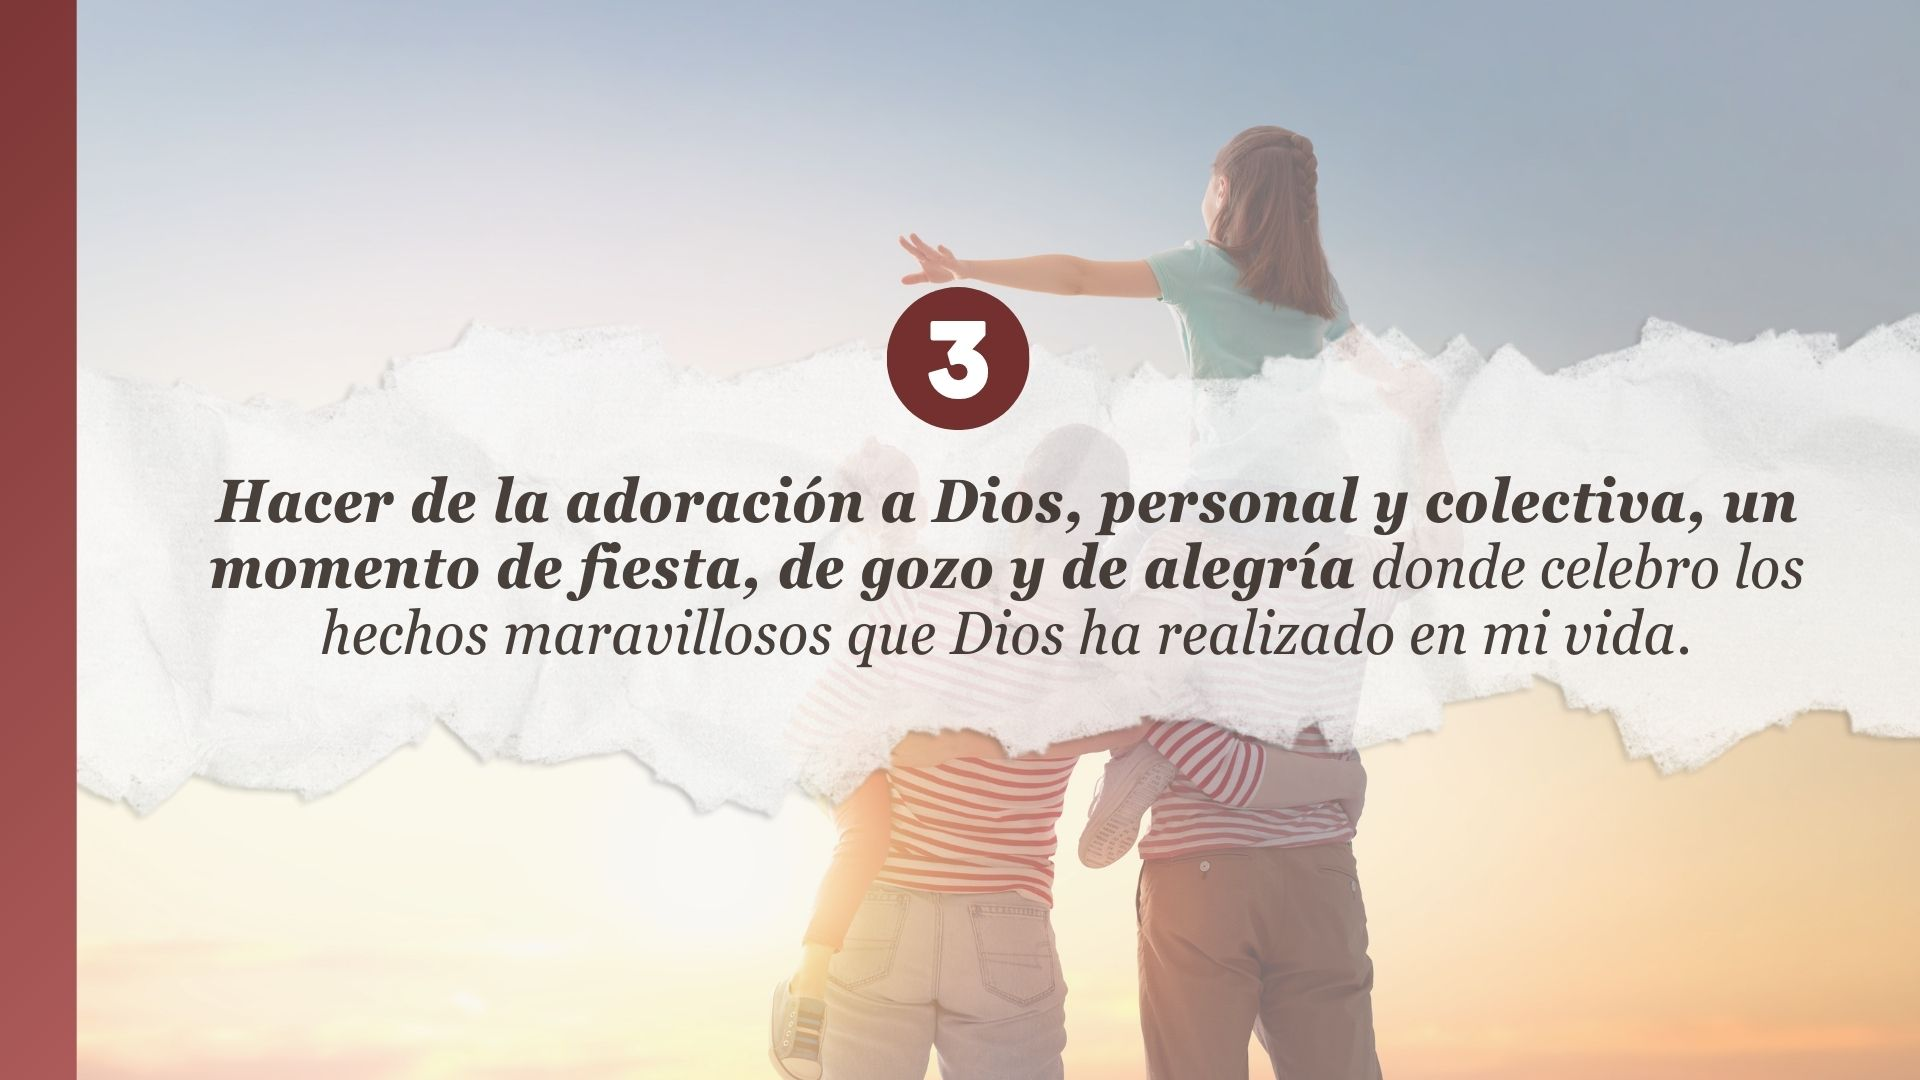 3
Hacer de la adoración a Dios, personal y colectiva, un
momento de fiesta, de gozo y de alegría donde celebro los
hechos maravillosos que Dios ha realizado en mi vida.